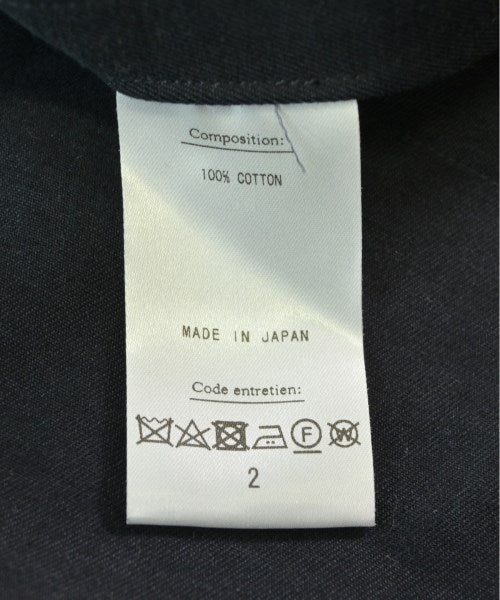 Composition:
100% COTTON
MADE IN JAPAN
Code entretien:
F W
2